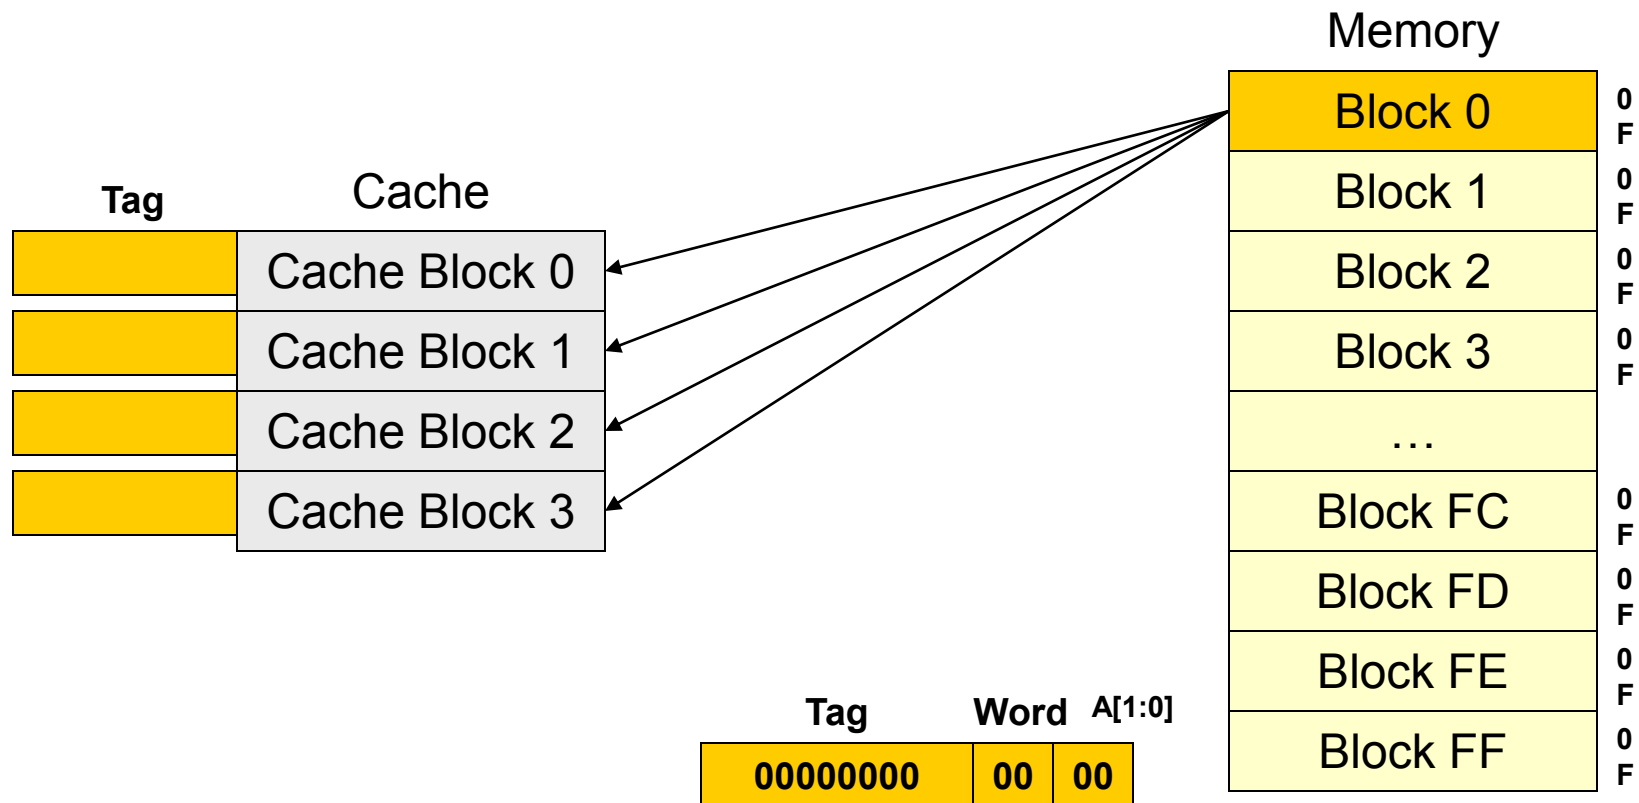 Memory
Block 0
0
F
Block 1
0
F
Block 2
0
F
Block 3
0
F
...
Block FC
0
F
Block FD
0
F
Block FE
0
F
Block FF
0
F
Tag Cache
Cache Block 0
Cache Block 1
Cache Block 2
Cache Block 3
Tag Word A[1:0]
00000000 00 00